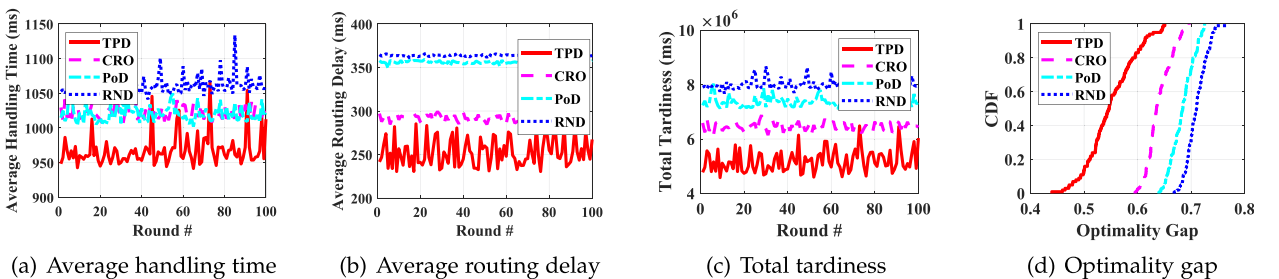 Average Handling Time (ms)
1150
1100
1050
1000
950
900
TPD
CRO
PoD
RND
0
20
40
60
80
100
Round #
(a) Average handling time
Average Routing Delay (ms)
400
350
300
250
200
TPD
CRO
PoD
RND
0
20
40
60
80
100
Round #
(b) Average routing delay
Total Tardiness (ms)
×10⁶
10
8
6
4
TPD
CRO
PoD
RND
0
20
40
60
80
100
Round #
(c) Total tardiness
CDF
1
0.8
0.6
0.4
0.2
0
TPD
CRO
PoD
RND
0.4
0.5
0.6
0.7
0.8
Optimality Gap
(d) Optimality gap